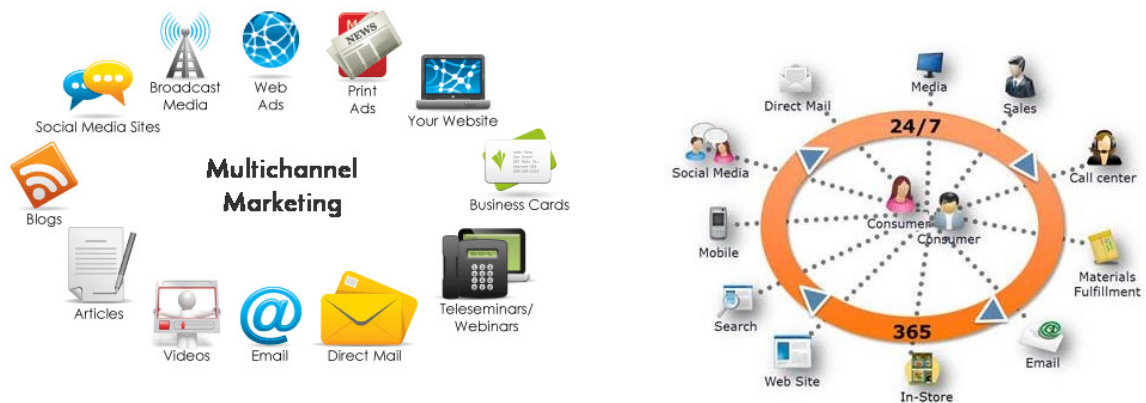 Broadcast
Media
Web
Ads
Print
Ads
NEWS
Your Website
Social Media Sites
Multichannel
Marketing
Business Cards
Blogs
Articles
Videos
Email
Direct Mail
Teleseminars/
Webinars
Direct Mail
Media
Sales
24/7
Social Media
Call center
Consumer
Consumer
Mobile
Materials
Fulfillment
Search
365
Email
Web Site
In-Store